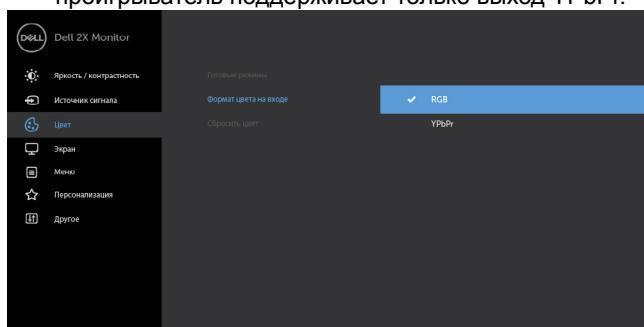 проигрыватель поддерживает только выход YPbPr.
DELL
Dell 2X Monitor
Яркость / контрастность
Готовые режимы
Источник сигнала
Формат цвета на входе
RGB
Цвет
Сбросить цвет
YPbPr
Экран
Меню
Персонализация
Другое